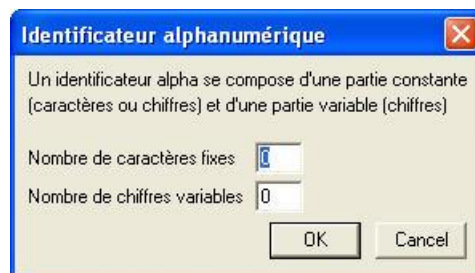 Identificateur alphanumérique
Un identificateur alpha se compose d'une partie constante
(caractères ou chiffres) et d'une partie variable (chiffres)
Nombre de caractères fixes 0
Nombre de chiffres variables 0
OK Cancel